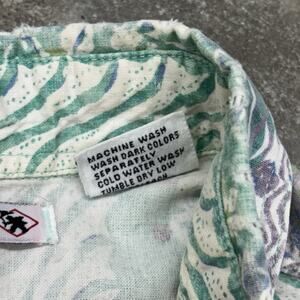 MACHINE WASH
WASH DARK COLORS
SEPARATELY
COLD WATER WASH
TUMBLE DRY LOW